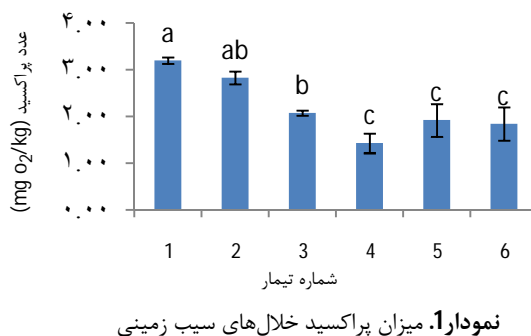 ۴.۰۰
۳.۰۰
۲.۰۰
۱.۰۰
۰.۰۰
عدد پراکسید (mg o₂/kg)
a
ab
b
c
c
c
1 2 3 4 5 6
شماره تیمار
نمودار1. میزان پراکسید خلال‌های سیب زمینی